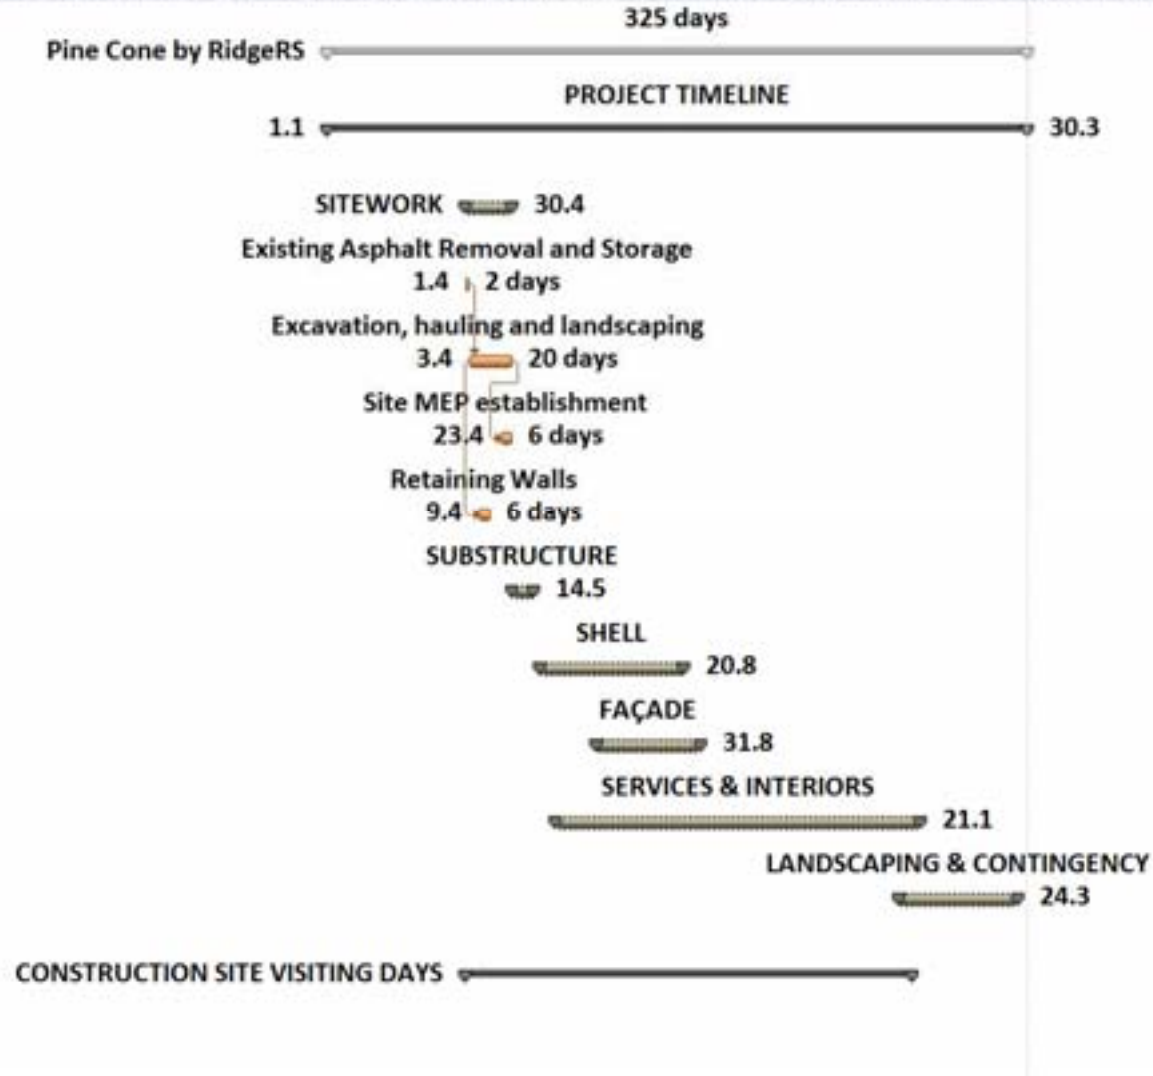 325 days
Pine Cone by RidgeRS
PROJECT TIMELINE
1.1 30.3
SITEWORK 30.4
Existing Asphalt Removal and Storage
1.4 2 days
Excavation, hauling and landscaping
3.4 20 days
Site MEP establishment
23.4 6 days
Retaining Walls
9.4 6 days
SUBSTRUCTURE
14.5
SHELL
20.8
FAÇADE
31.8
SERVICES & INTERIORS
21.1
LANDSCAPING & CONTINGENCY
24.3
CONSTRUCTION SITE VISITING DAYS